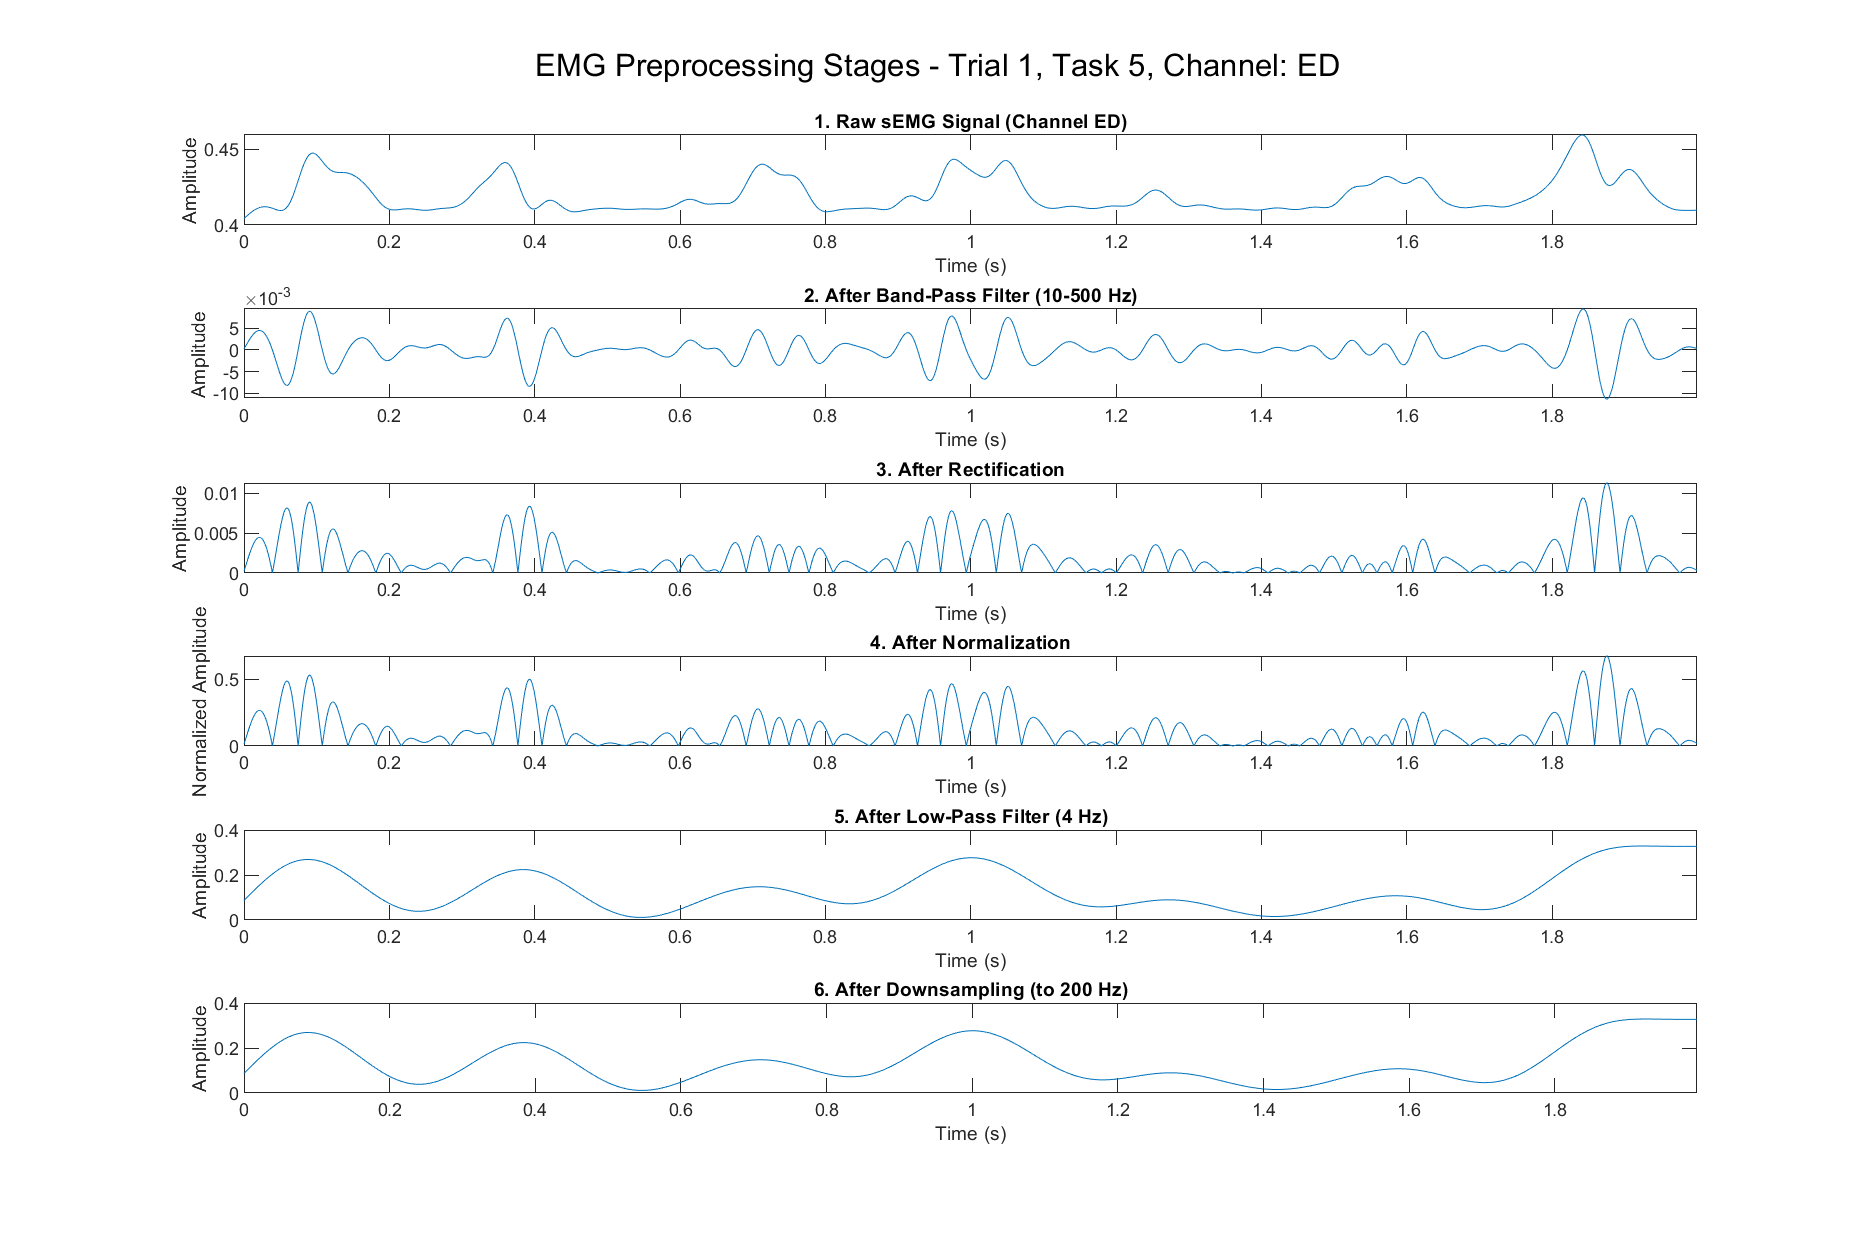 EMG Preprocessing Stages - Trial 1, Task 5, Channel: ED
1. Raw sEMG Signal (Channel ED)
Amplitude
0.45
0.4
0 0.2 0.4 0.6 0.8 1 1.2 1.4 1.6 1.8
Time (s)
2. After Band-Pass Filter (10-500 Hz)
×10-3
Amplitude
5
0
-5
-10
0 0.2 0.4 0.6 0.8 1 1.2 1.4 1.6 1.8
Time (s)
3. After Rectification
Amplitude
0.01
0.005
0
0 0.2 0.4 0.6 0.8 1 1.2 1.4 1.6 1.8
Time (s)
4. After Normalization
Normalized Amplitude
0.5
0
0 0.2 0.4 0.6 0.8 1 1.2 1.4 1.6 1.8
Time (s)
5. After Low-Pass Filter (4 Hz)
Amplitude
0.4
0.2
0
0 0.2 0.4 0.6 0.8 1 1.2 1.4 1.6 1.8
Time (s)
6. After Downsampling (to 200 Hz)
Amplitude
0.4
0.2
0
0 0.2 0.4 0.6 0.8 1 1.2 1.4 1.6 1.8
Time (s)